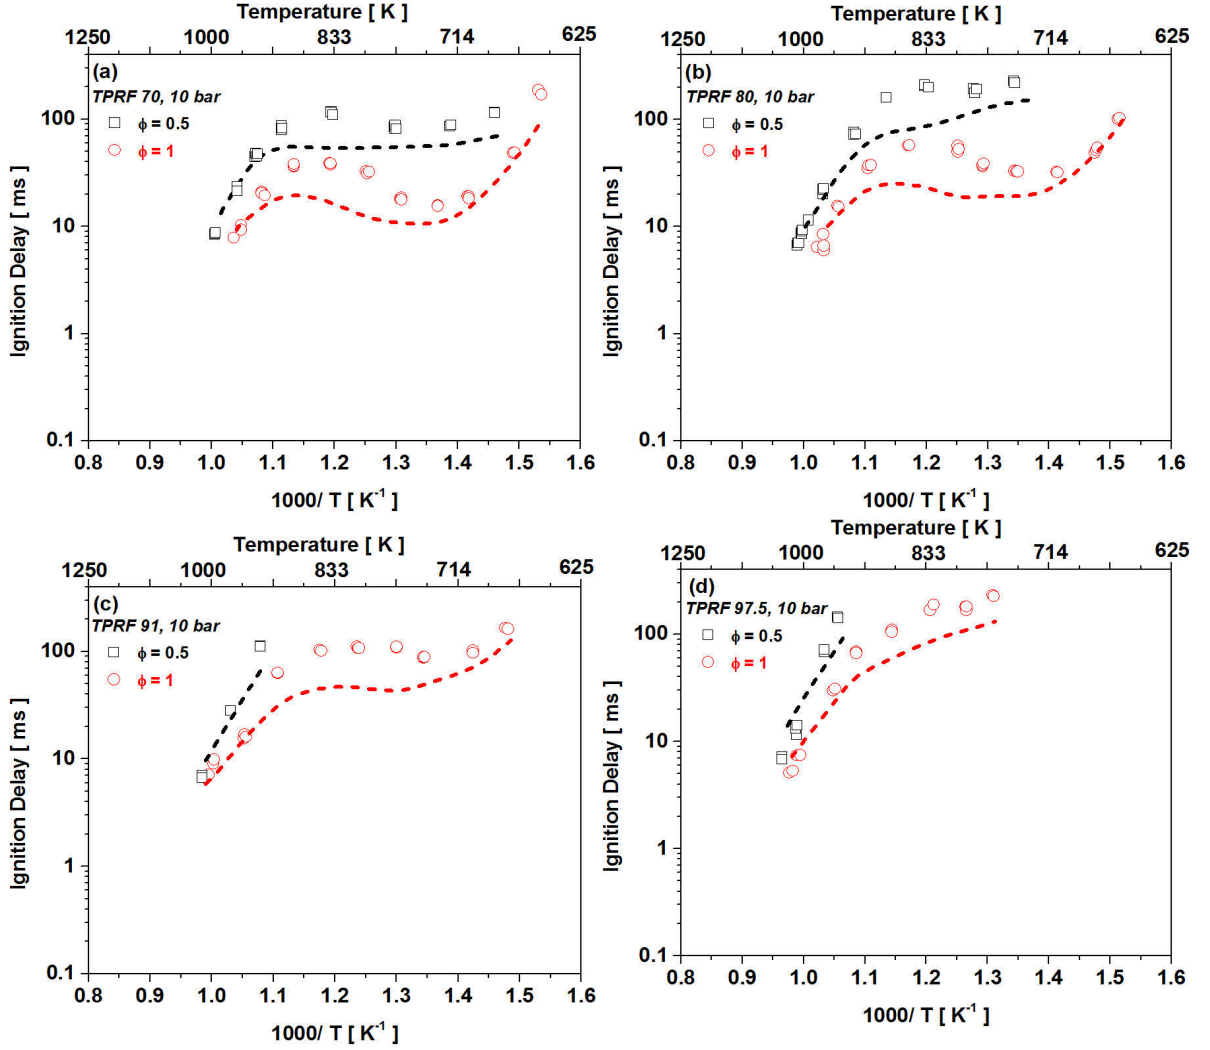 Temperature [ K ]
1250 1000 833 714 625
(a)
TPRF 70, 10 bar
ϕ = 0.5
ϕ = 1
100
10
1
0.1
Ignition Delay [ ms ]
0.8 0.9 1.0 1.1 1.2 1.3 1.4 1.5 1.6
1000/ T [ K-1 ]
Temperature [ K ]
1250 1000 833 714 625
(b)
TPRF 80, 10 bar
ϕ = 0.5
ϕ = 1
100
10
1
0.1
Ignition Delay [ ms ]
0.8 0.9 1.0 1.1 1.2 1.3 1.4 1.5 1.6
1000/ T [ K-1 ]
Temperature [ K ]
1250 1000 833 714 625
(c)
TPRF 91, 10 bar
ϕ = 0.5
ϕ = 1
100
10
1
0.1
Ignition Delay [ ms ]
0.8 0.9 1.0 1.1 1.2 1.3 1.4 1.5 1.6
1000/ T [ K-1 ]
Temperature [ K ]
1250 1000 833 714 625
(d)
TPRF 97.5, 10 bar
ϕ = 0.5
ϕ = 1
100
10
1
0.1
Ignition Delay [ ms ]
0.8 0.9 1.0 1.1 1.2 1.3 1.4 1.5 1.6
1000/ T [ K-1 ]